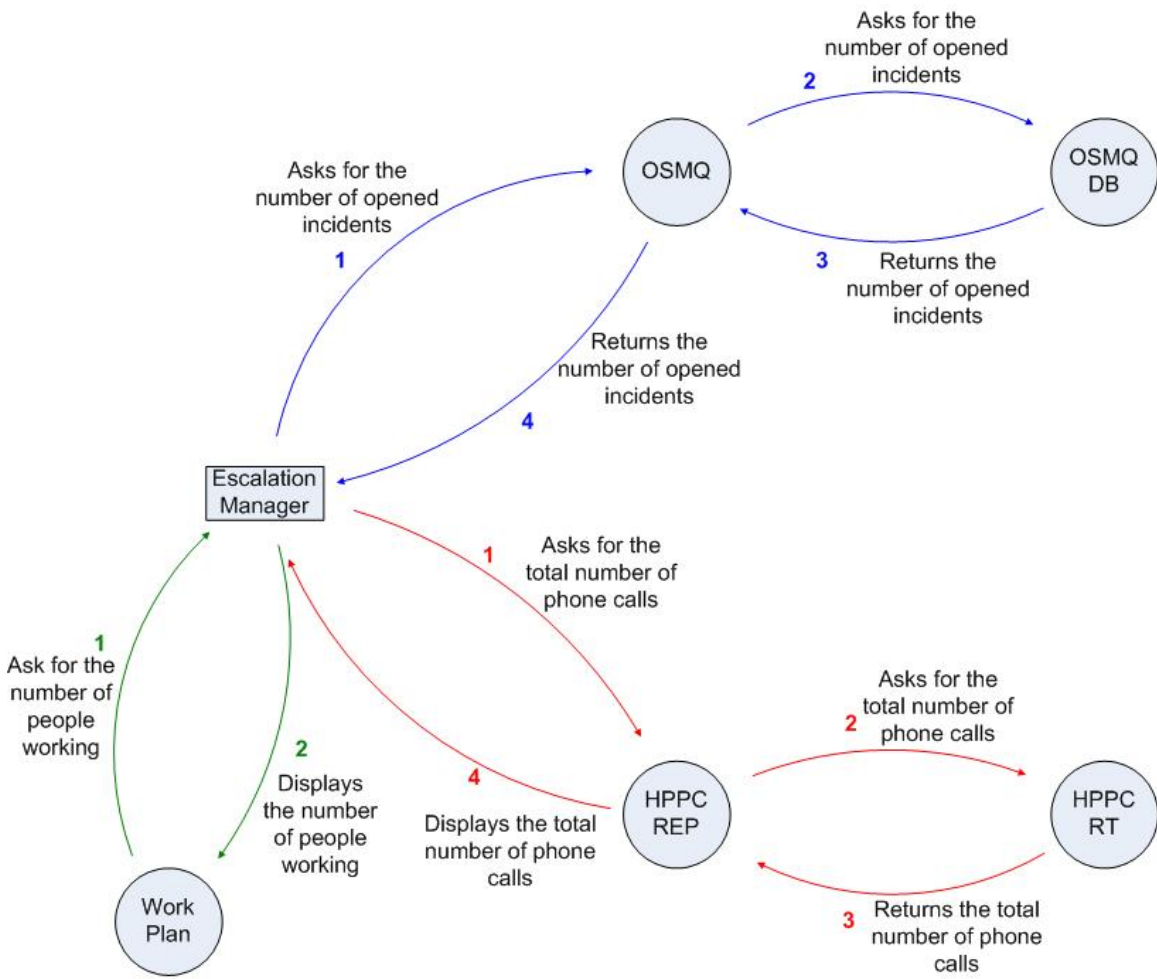 Asks for the
number of opened
incidents
2
OSMQ
OSMQ
DB
Asks for the
number of opened
incidents
1
3
Returns the
number of opened
incidents
Returns the
number of opened
incidents
4
Escalation
Manager
1
Asks for the
total number of
phone calls
1
Ask for the
number of
people
working
2
Displays
the number
of people
working
4
Displays the total
number of phone
calls
Asks for the
total number of
phone calls
2
HPPC
REP
HPPC
RT
3
Returns the total
number of phone
calls
Work
Plan